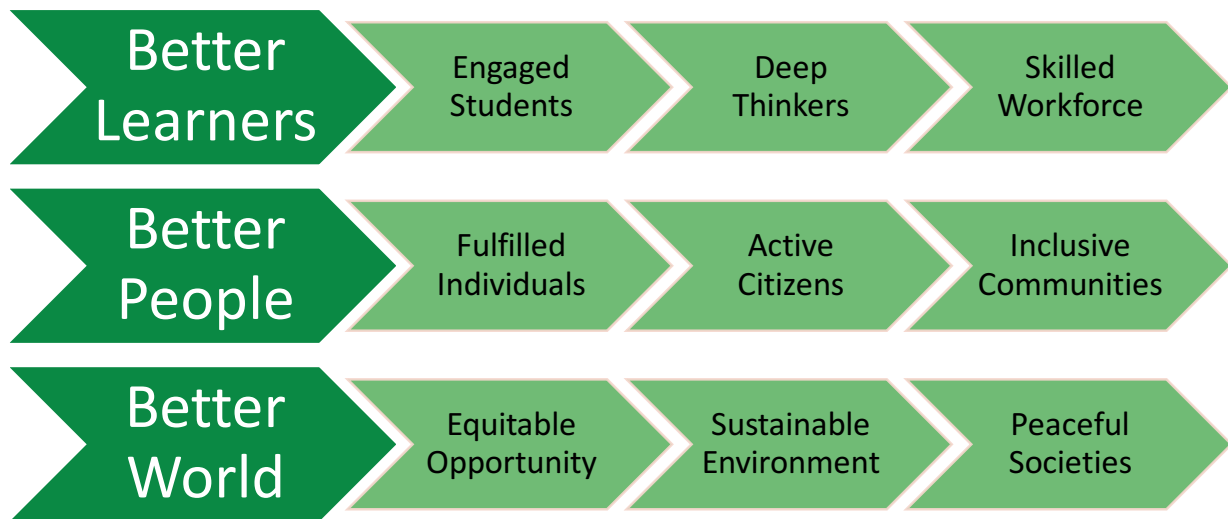 Better
Learners
Engaged
Students
Deep
Thinkers
Skilled
Workforce
Better
People
Fulfilled
Individuals
Active
Citizens
Inclusive
Communities
Better
World
Equitable
Opportunity
Sustainable
Environment
Peaceful
Societies